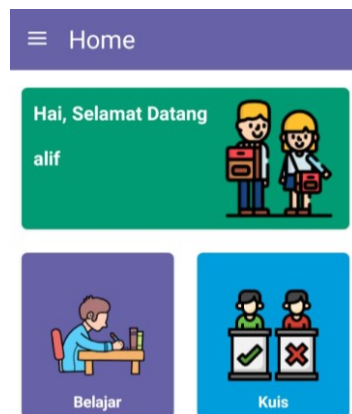 Home
Hai, Selamat Datang
alif
Belajar
Kuis